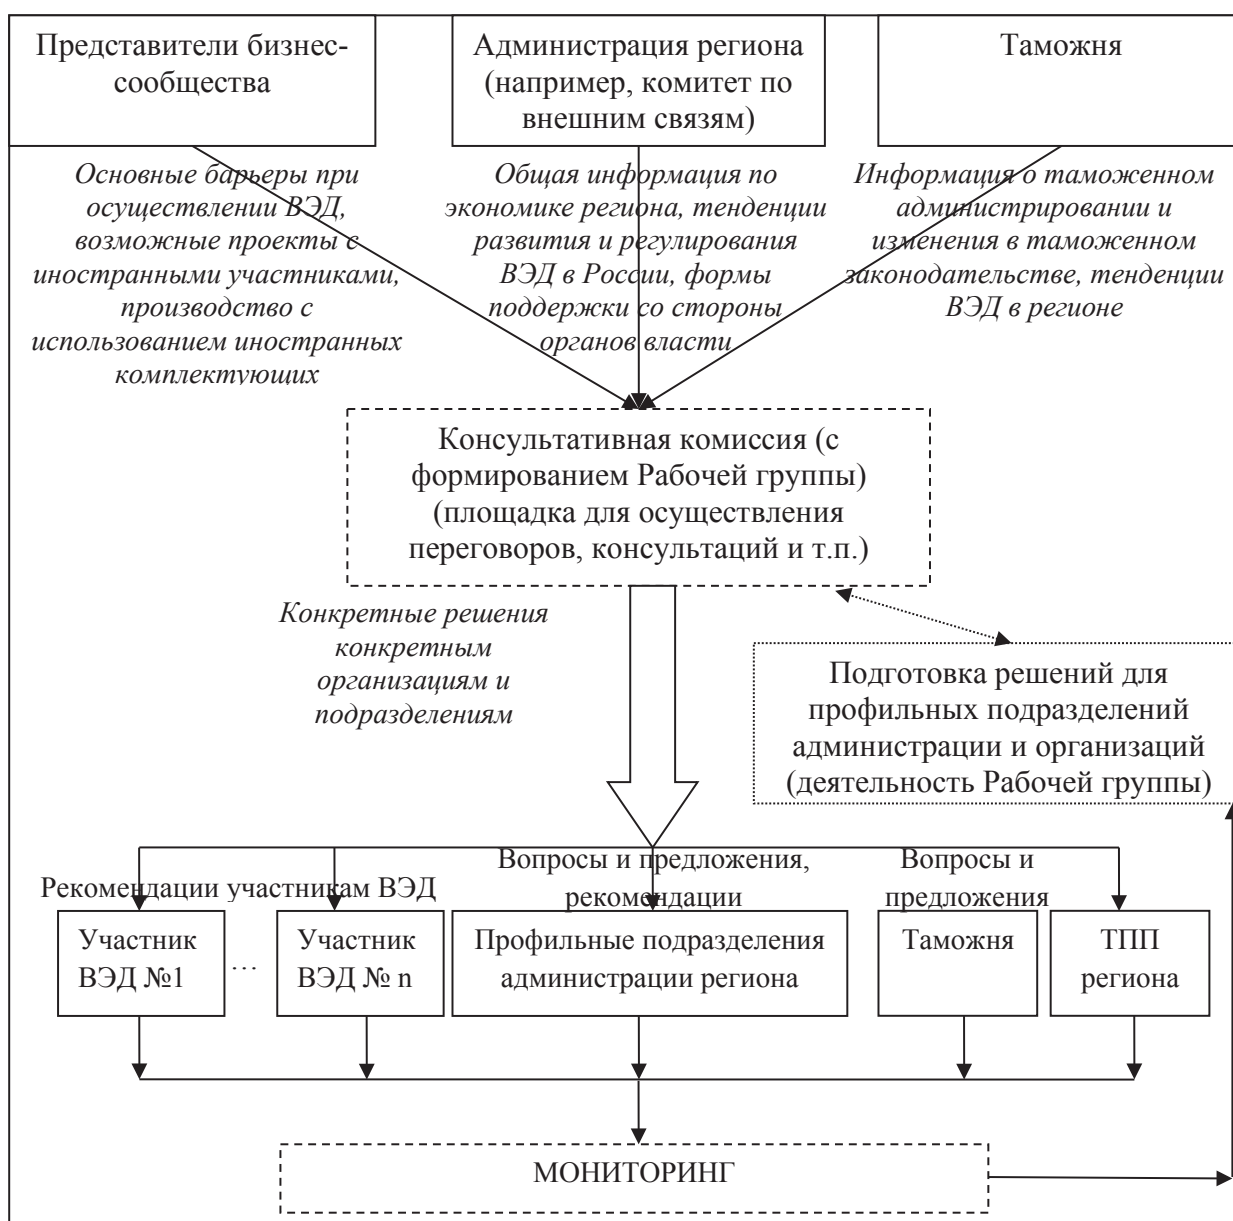 Представители бизнес-
сообщества
Администрация региона
(например, комитет по
внешним связям)
Таможня
Основные барьеры при
осуществлении ВЭД,
возможные проекты с
иностранными участниками,
производство с
использованием иностранных
комплектующих
Общая информация по
экономике региона, тенденции
развития и регулирования
ВЭД в России, формы
поддержки со стороны
органов власти
Информация о таможенном
администрировании и
изменения в таможенном
законодательстве, тенденции
ВЭД в регионе
Консультативная комиссия (с
формированием Рабочей группы)
(площадка для осуществления
переговоров, консультаций и т.п.)
Конкретные решения
конкретным
организациям и
подразделениям
Подготовка решений для
профильных подразделений
администрации и организаций
(деятельность Рабочей группы)
Рекомендации участникам ВЭД
Вопросы и предложения,
рекомендации
Вопросы и
предложения
Участник
ВЭД №1
…
Участник
ВЭД № n
Профильные подразделения
администрации региона
Таможня
ТПП
региона
МОНИТОРИНГ